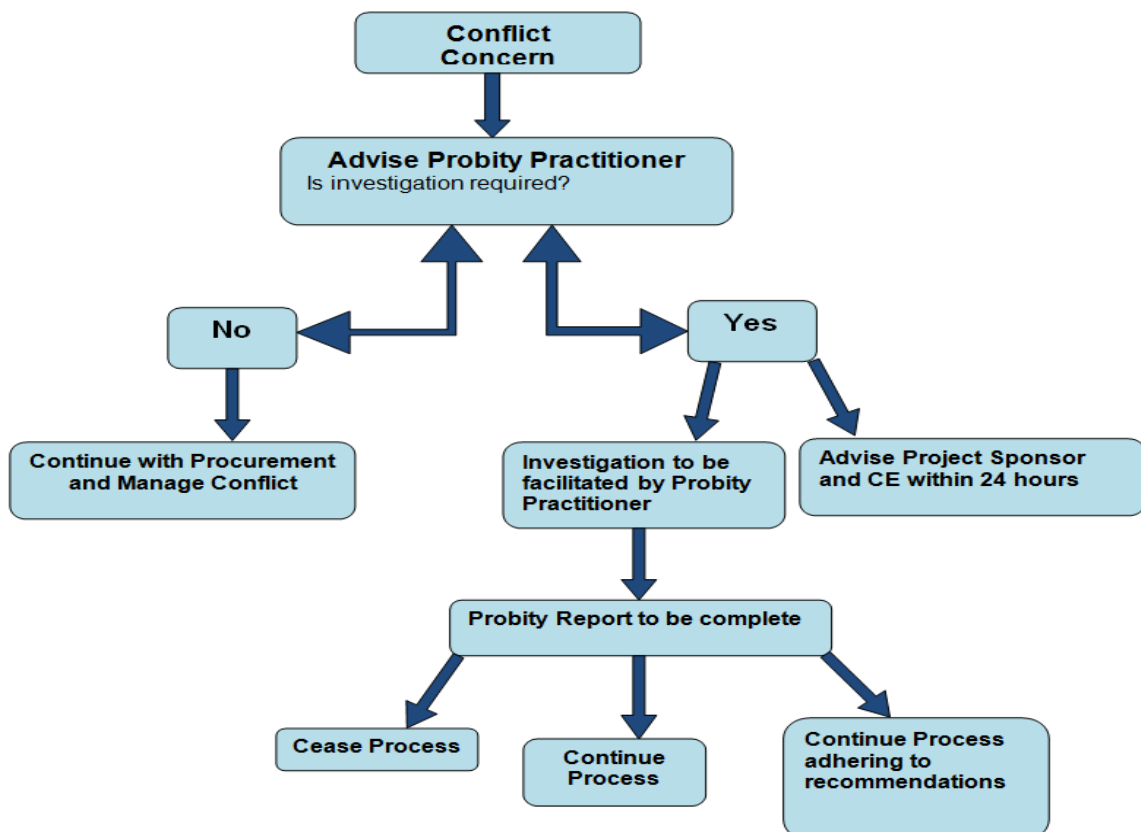 Conflict
Concern
Advise Probity Practitioner
Is investigation required?
No
Yes
Continue with Procurement
and Manage Conflict
Investigation to be
facilitated by Probity
Practitioner
Advise Project Sponsor
and CE within 24 hours
Probity Report to be complete
Cease Process
Continue
Process
Continue Process
adhering to
recommendations